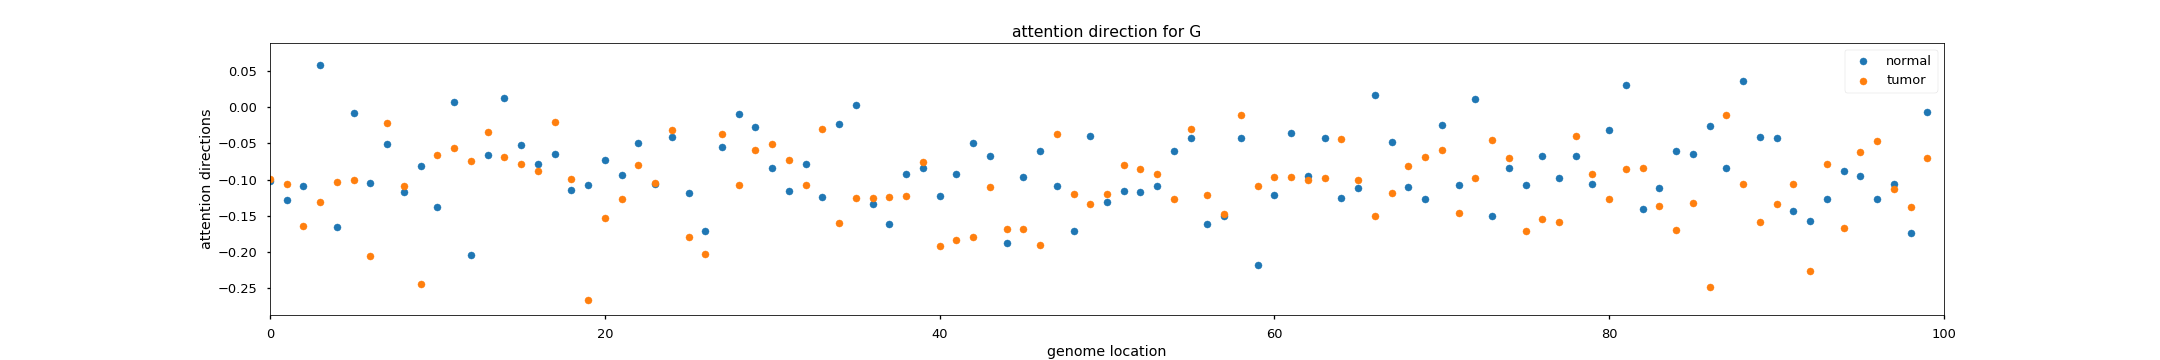 attention direction for G
normal
tumor
attention directions
0.05
0.00
−0.05
−0.10
−0.15
−0.20
−0.25
0
20
40
60
80
100
genome location